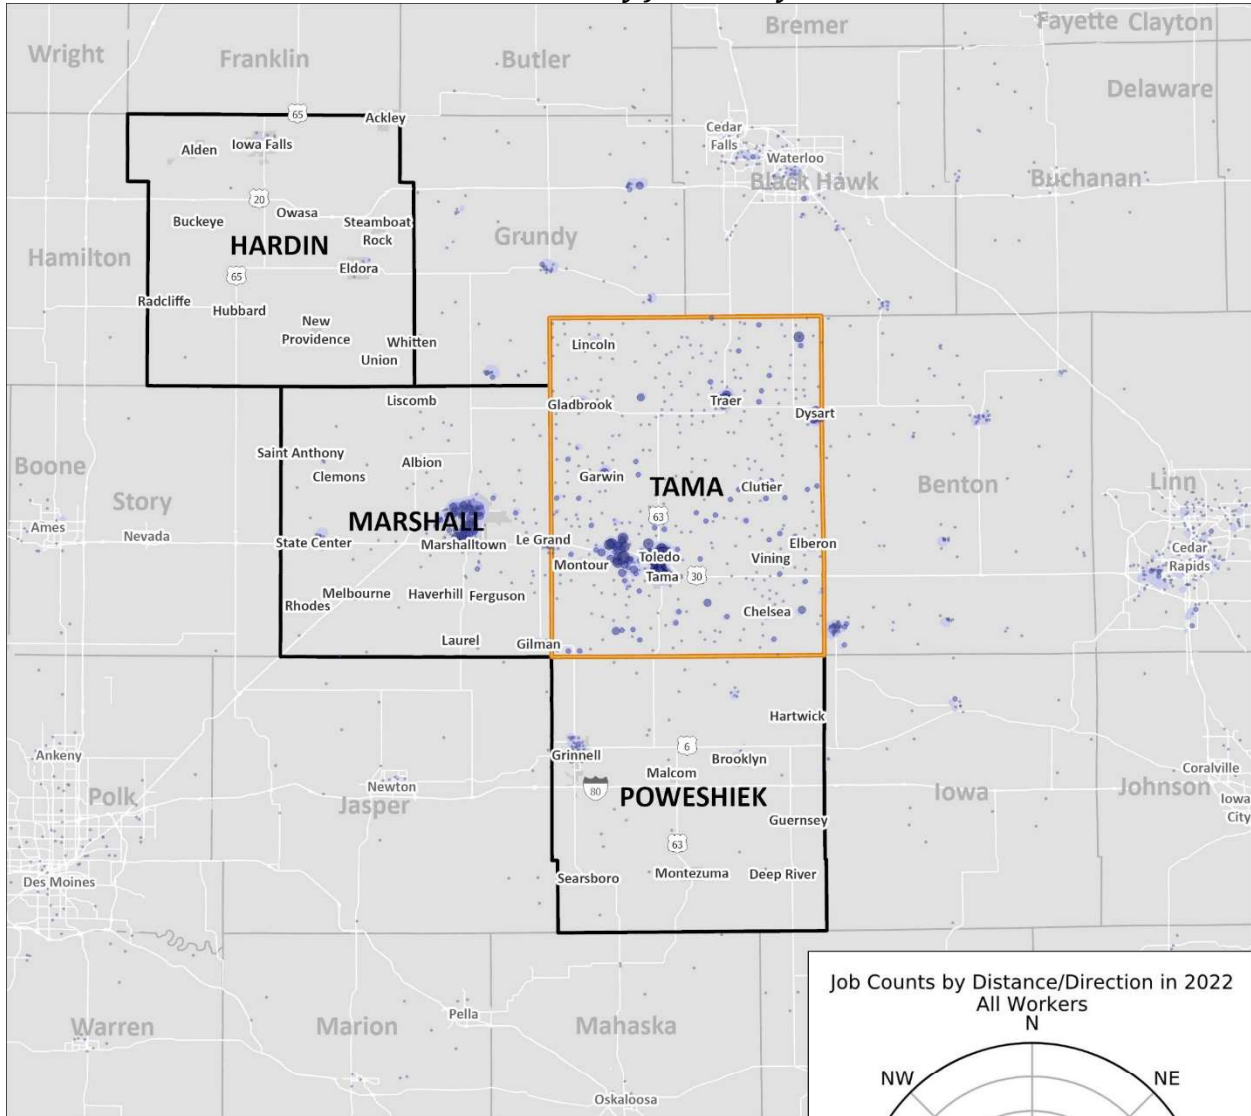 Bremer
Fayette
Clayton
Wright
Franklin
Butler
Delaware
65
Ackley
Cedar
Falls
Alden
Iowa Falls
Waterloo
Black Hawk
Buchanan
20
Owasa
Buckeye
Steamboat
Rock
HARDIN
Grundy
Hamilton
65
Eldora
Radcliffe
Hubbard
New
Providence
Whitten
Union
Lincoln
Liscomb
Gladbrook
Traer
Dysart
Saint Anthony
Albion
Boone
Clemons
Garwin
TAMA
Clutier
Benton
Linn
Story
63
MARSHALL
Ames
Nevada
State Center
Marshalltown
Le Grand
Elberon
Cedar
Rapids
Montour
Toledo
Vining
Tama
30
Melbourne
Haverhill
Ferguson
Rhodes
Chelsea
Laurel
Gilman
Hartwick
Ankeny
Grinnell
6
Brooklyn
Malcom
Coralville
Newton
80
POWESHIEK
Polk
Jasper
Iowa
Johnson
Iowa
City
Guernsey
63
Des Moines
Searsboro
Montezuma
Deep River
Job Counts by Distance/Direction in 2022
All Workers
Pella
N
Warren
Marion
Mahaska
NW
NE
Oskaloosa